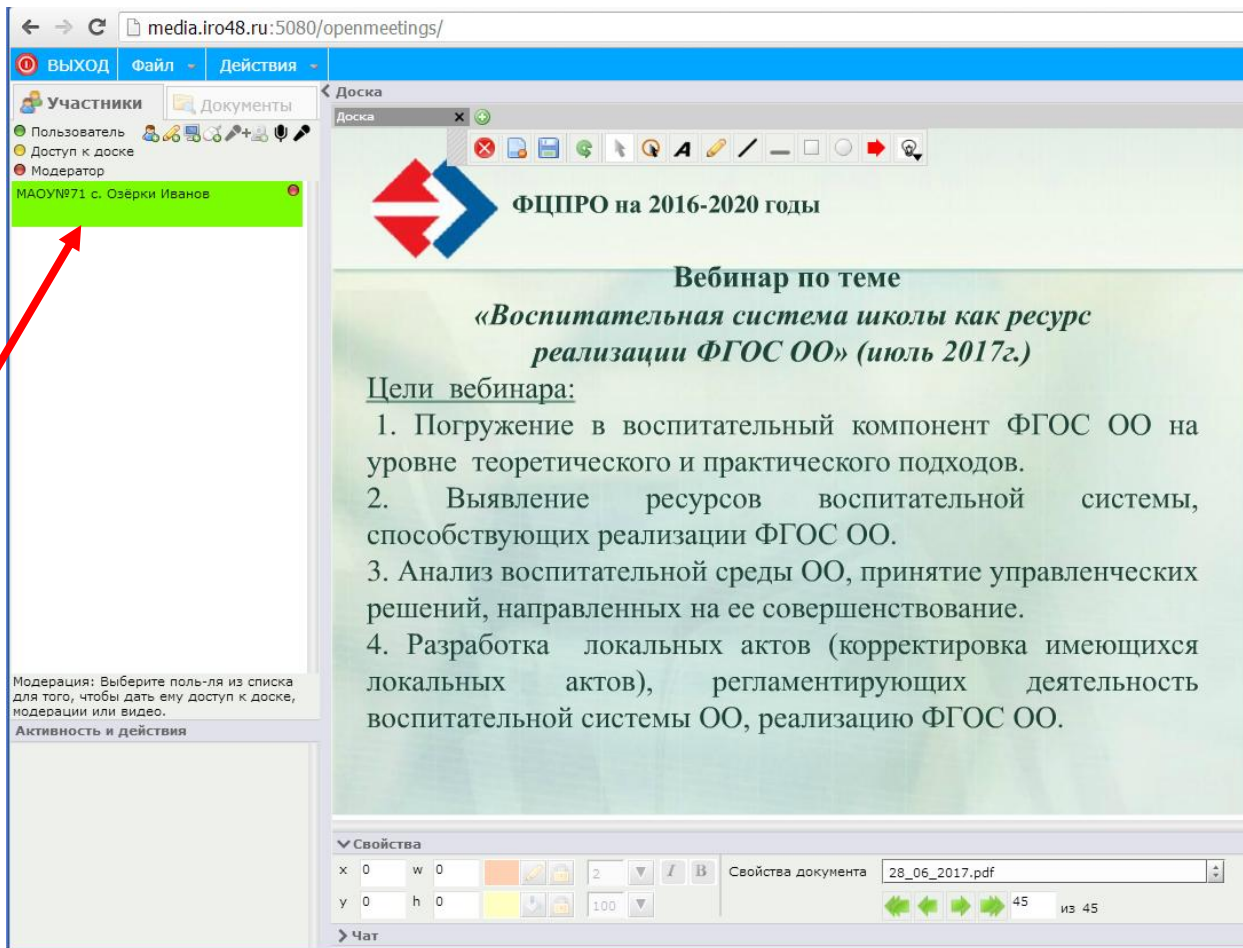 media.iro48.ru:5080/openmeetings/
ВЫХОД Файл Действия
Участники Документы
Пользователь
Доступ к доске
Модератор
МАОУ№71 с. Озёрки Иванов
Модерация: Выберите поль-ля из списка
для того, чтобы дать ему доступ к доске,
модерации или видео.
Активность и действия
Доска
Доска
A
ФЦПРО на 2016-2020 годы
Вебинар по теме
«Воспитательная система школы как ресурс
реализации ФГОС ОО» (июль 2017г.)
Цели вебинара:
1. Погружение в воспитательный компонент ФГОС ОО на
уровне теоретического и практического подходов.
2. Выявление ресурсов воспитательной системы,
способствующих реализации ФГОС ОО.
3. Анализ воспитательной среды ОО, принятие управленческих
решений, направленных на ее совершенствование.
4. Разработка локальных актов (корректировка имеющихся
локальных актов), регламентирующих деятельность
воспитательной системы ОО, реализацию ФГОС ОО.
Свойства
x 0 w 0 2 I B Свойства документа 28_06_2017.pdf
y 0 h 0 100 45 из 45
Чат